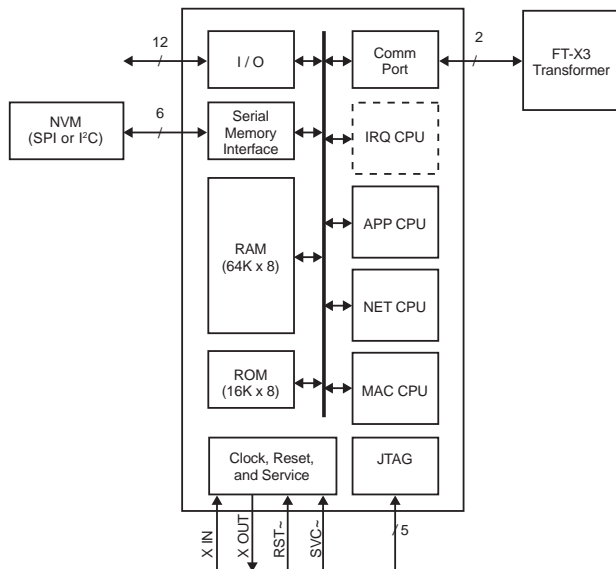 12
I / O
Comm
Port
2
FT-X3
Transformer
NVM
(SPI or I²C)
6
Serial
Memory
Interface
IRQ CPU
RAM
(64K x 8)
APP CPU
NET CPU
ROM
(16K x 8)
MAC CPU
Clock, Reset,
and Service
JTAG
X IN
X OUT
RST~
SVC~
5